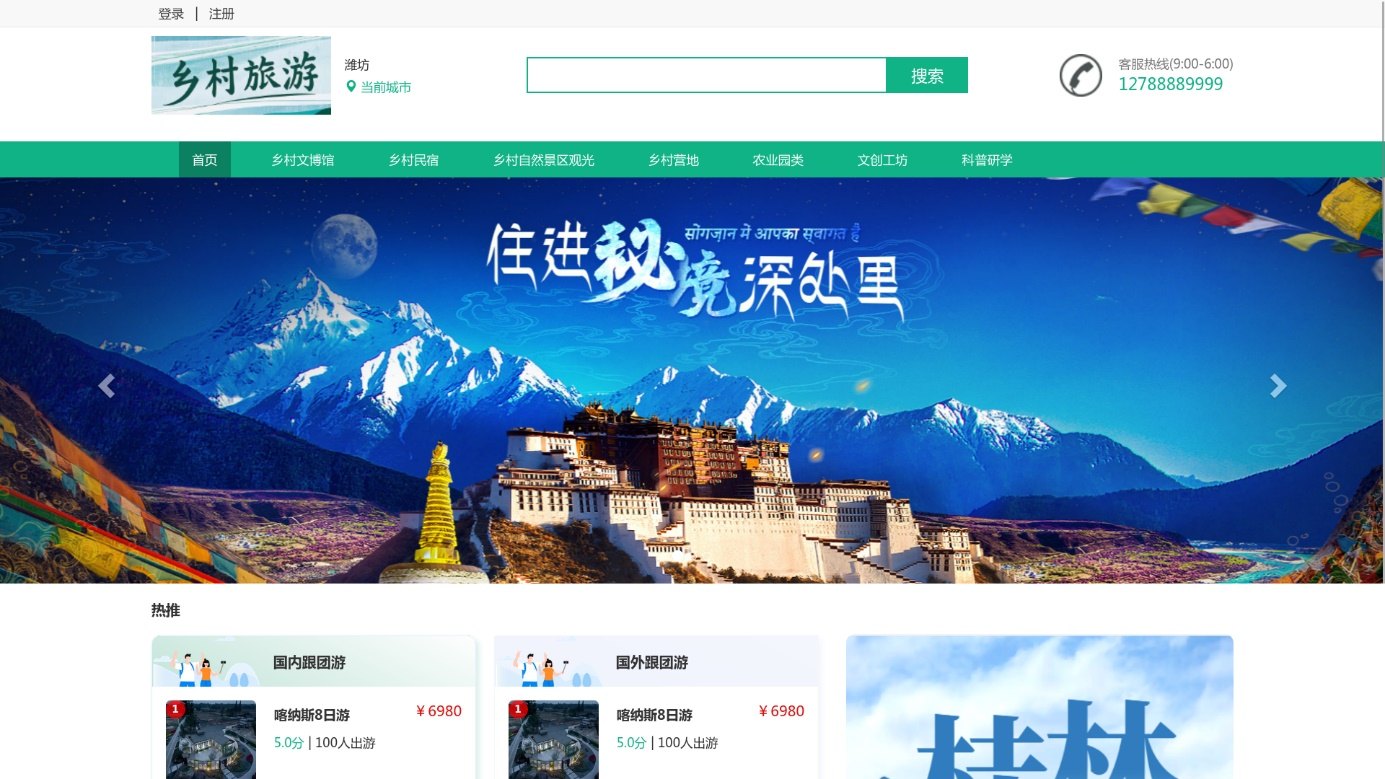 登录 | 注册
乡村旅游
潍坊
当前城市
搜索
客服热线(9:00-6:00)
12788889999
首页 乡村文博馆 乡村民宿 乡村自然景区观光 乡村营地 农业园类 文创工坊 科普研学
सोंगज़ान में आपका स्वागत है
住进秘境深处里
热推
国内跟团游
1
喀纳斯8日游 ¥ 6980
5.0分 | 100人出游
国外跟团游
1
喀纳斯8日游 ¥ 6980
5.0分 | 100人出游
桂林